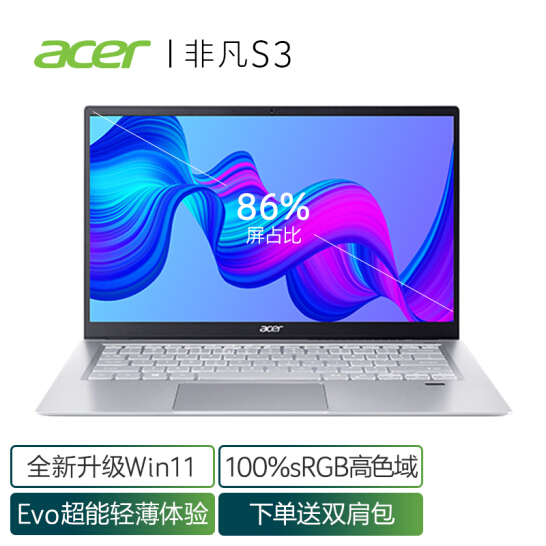 acer | 非凡S3
86%
屏占比
acer
全新升级Win11
100%sRGB高色域
Evo超能轻薄体验
下单送双肩包